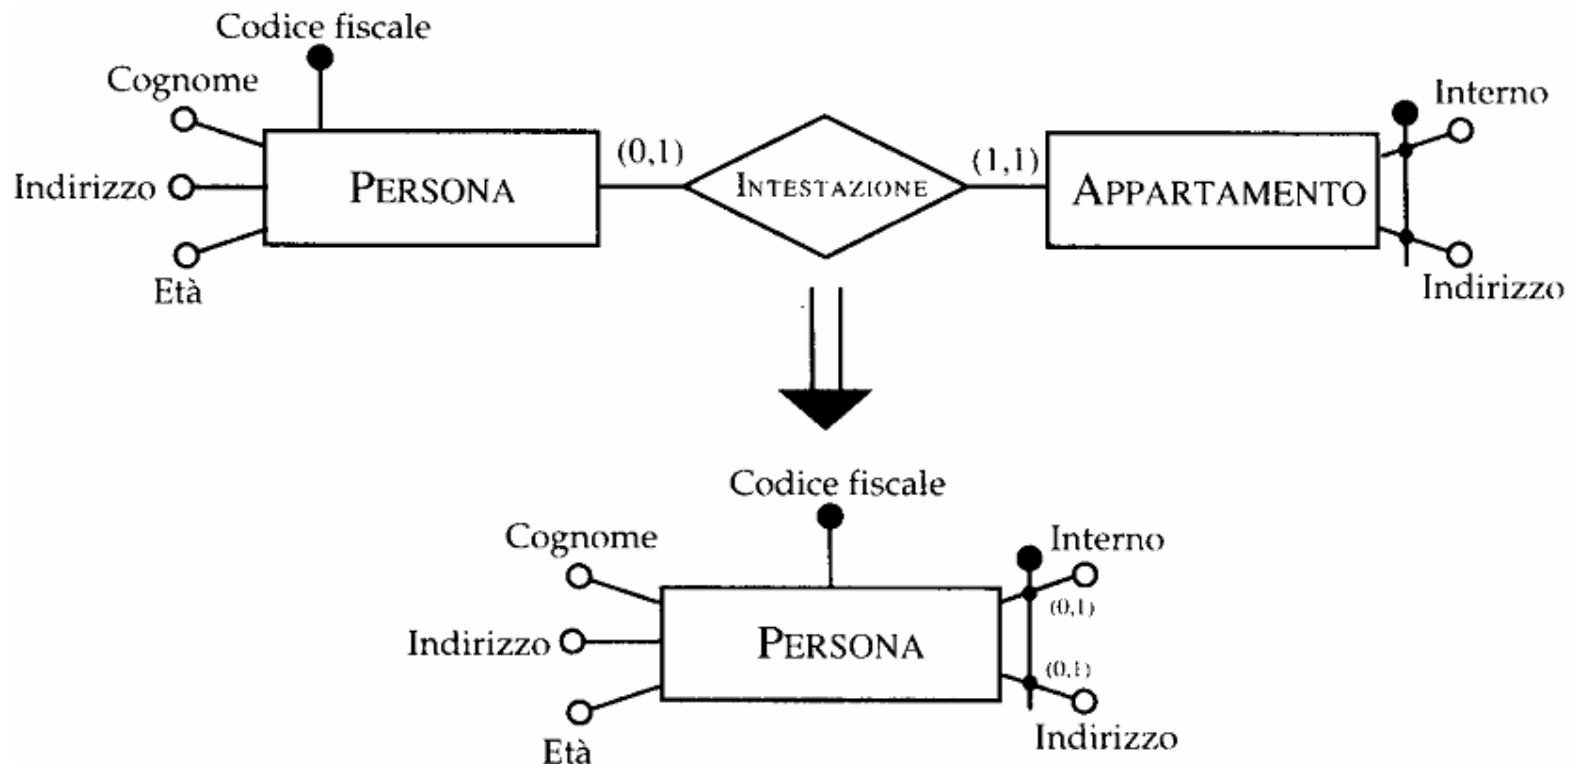 Codice fiscale
Cognome
Interno
(0,1)
(1,1)
PERSONA
INTESTAZIONE
APPARTAMENTO
Indirizzo
Età
Indirizzo
Codice fiscale
Cognome
Interno
(0,1)
Indirizzo
PERSONA
(0,1)
Età
Indirizzo